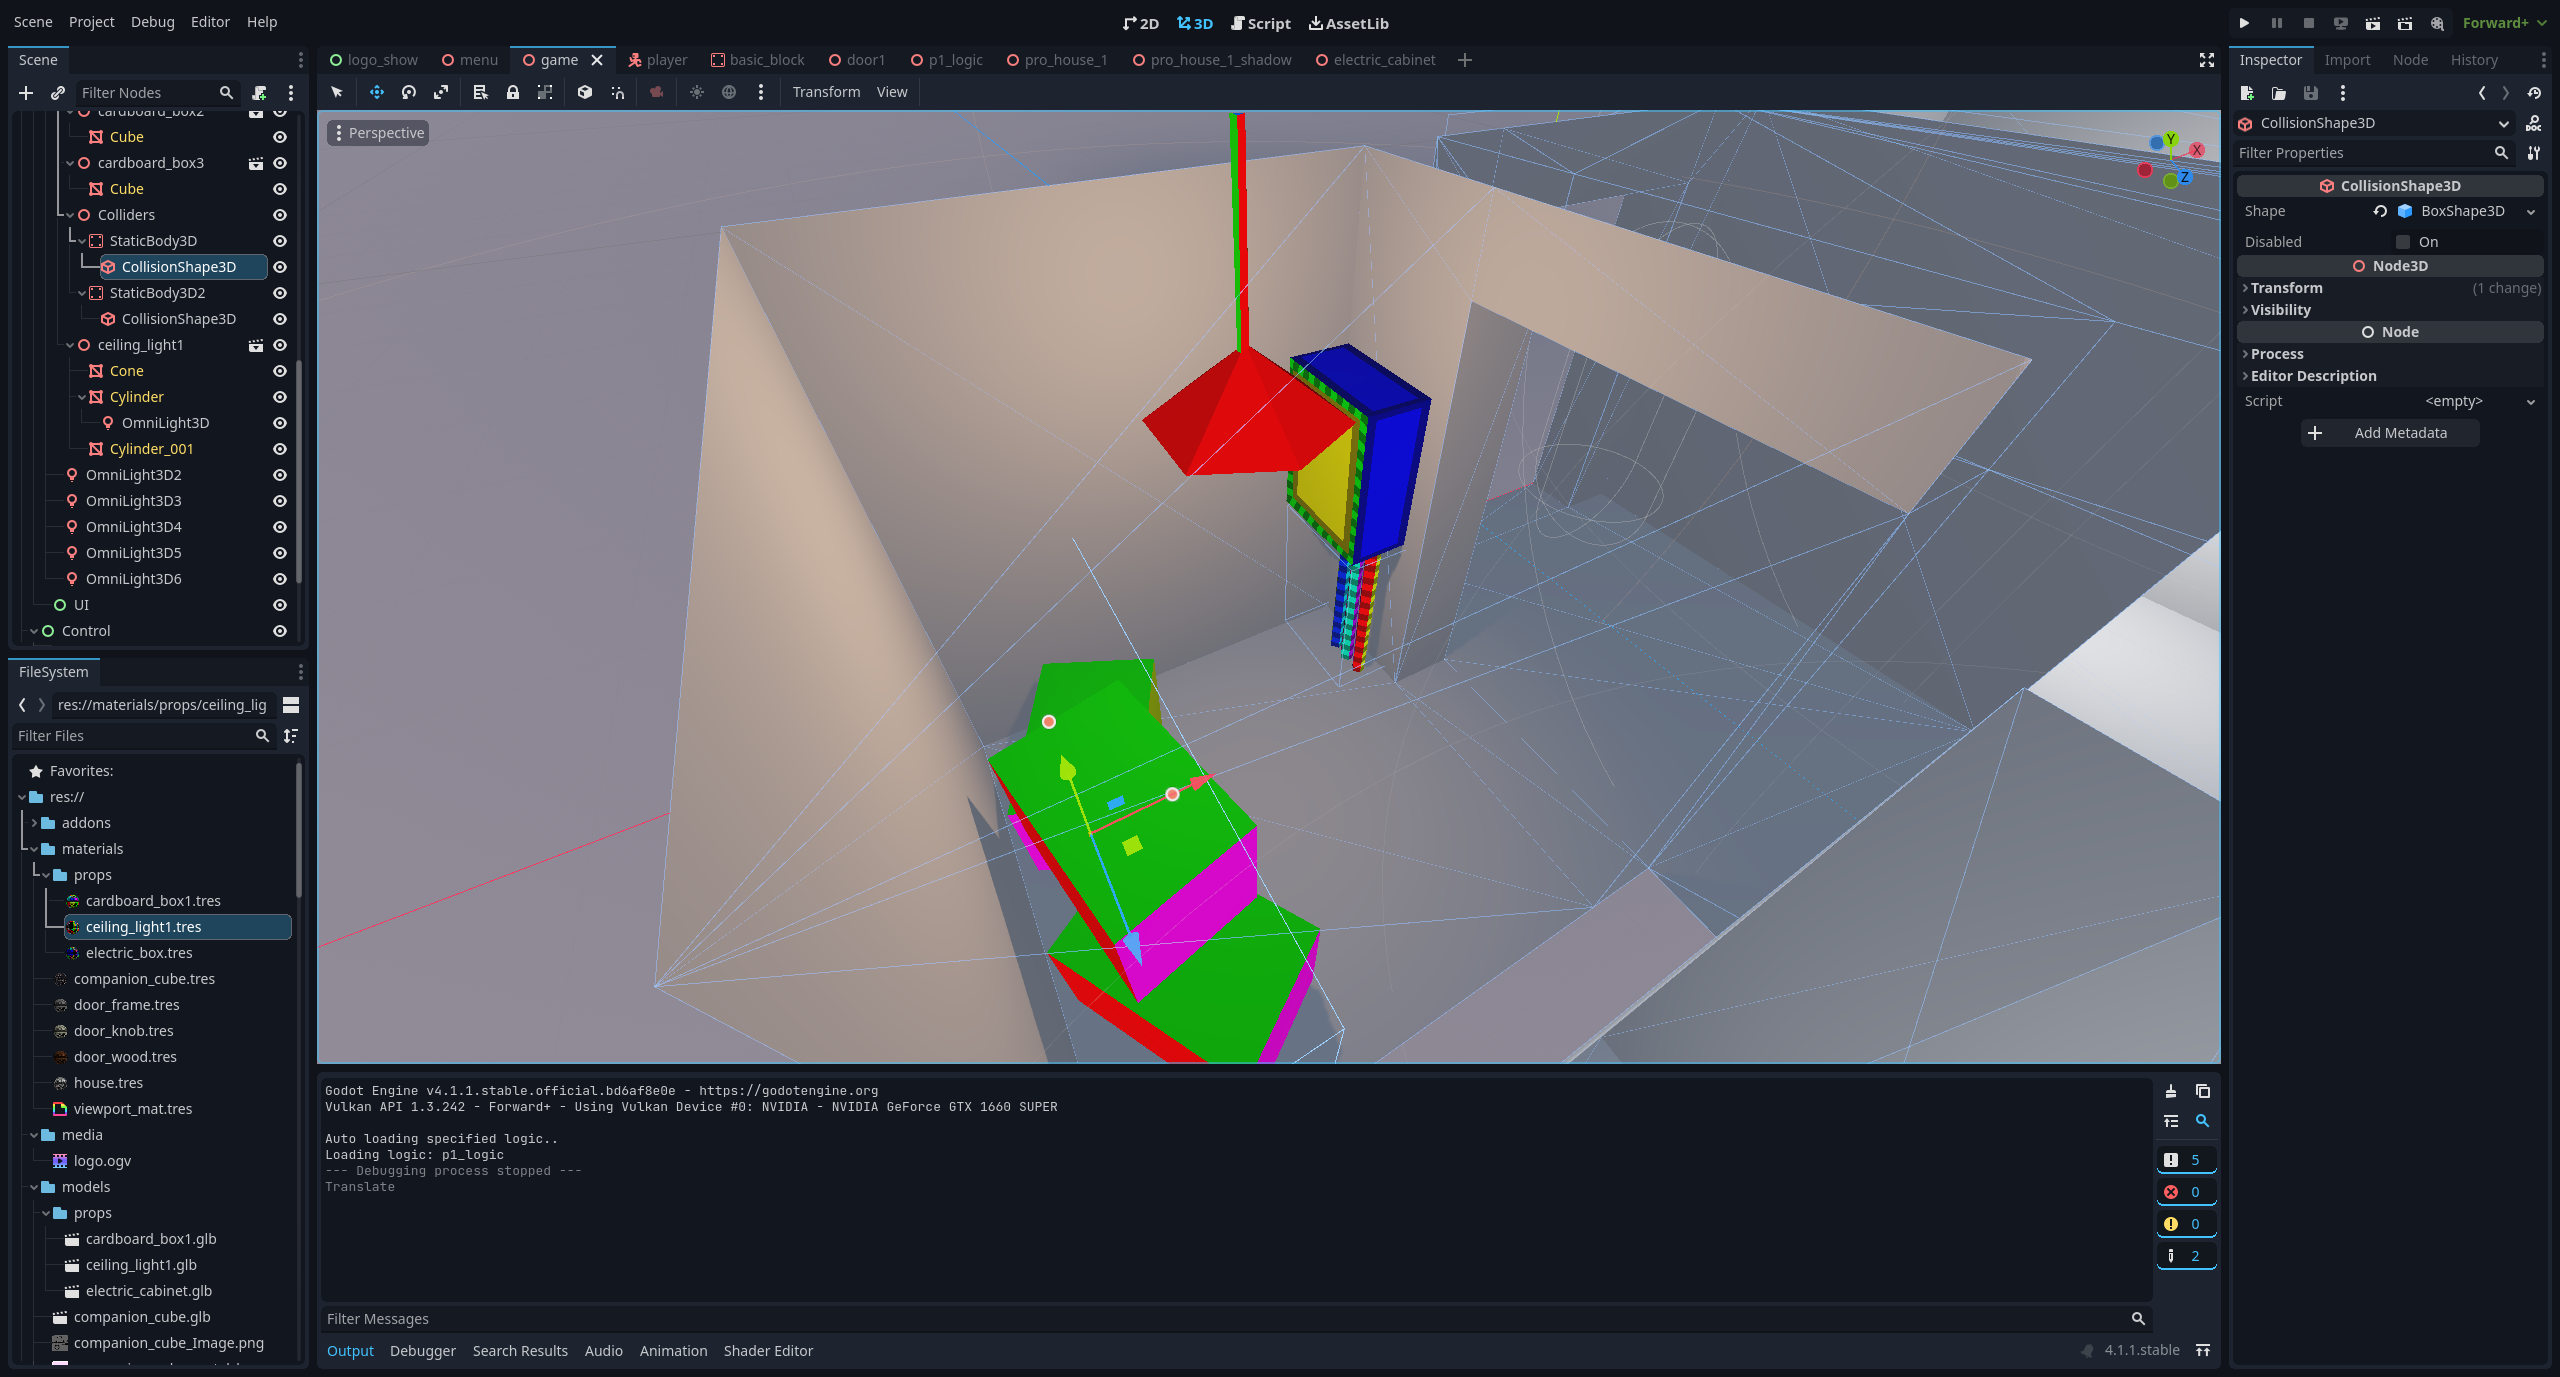 Scene Project Debug Editor Help
2D 3D Script AssetLib
Forward+
Scene
logo_show menu game player basic_block door1 p1_logic pro_house_1 pro_house_1_shadow electric_cabinet
Inspector Import Node History
Filter Nodes
Transform View
cardboard_box2
Cube
cardboard_box3
Cube
Colliders
StaticBody3D
CollisionShape3D
StaticBody3D2
CollisionShape3D
ceiling_light1
Cone
Cylinder
OmniLight3D
Cylinder_001
OmniLight3D2
OmniLight3D3
OmniLight3D4
OmniLight3D5
OmniLight3D6
UI
Control
FileSystem
res://materials/props/ceiling_lig
Filter Files
Favorites:
res://
addons
materials
props
cardboard_box1.tres
ceiling_light1.tres
electric_box.tres
companion_cube.tres
door_frame.tres
door_knob.tres
door_wood.tres
house.tres
viewport_mat.tres
media
logo.ogv
models
props
cardboard_box1.glb
ceiling_light1.glb
electric_cabinet.glb
companion_cube.glb
companion_cube_Image.png
Perspective
Y
X
Z
Godot Engine v4.1.1.stable.official.bd6af8e0e - https://godotengine.org
Vulkan API 1.3.242 - Forward+ - Using Vulkan Device #0: NVIDIA - NVIDIA GeForce GTX 1660 SUPER
Auto loading specified logic..
Loading logic: p1_logic
--- Debugging process stopped ---
Translate
5
0
0
2
Filter Messages
Output Debugger Search Results Audio Animation Shader Editor
4.1.1.stable
CollisionShape3D
DOC
Filter Properties
CollisionShape3D
Shape BoxShape3D
Disabled On
Node3D
Transform (1 change)
Visibility
Node
Process
Editor Description
Script <empty>
Add Metadata